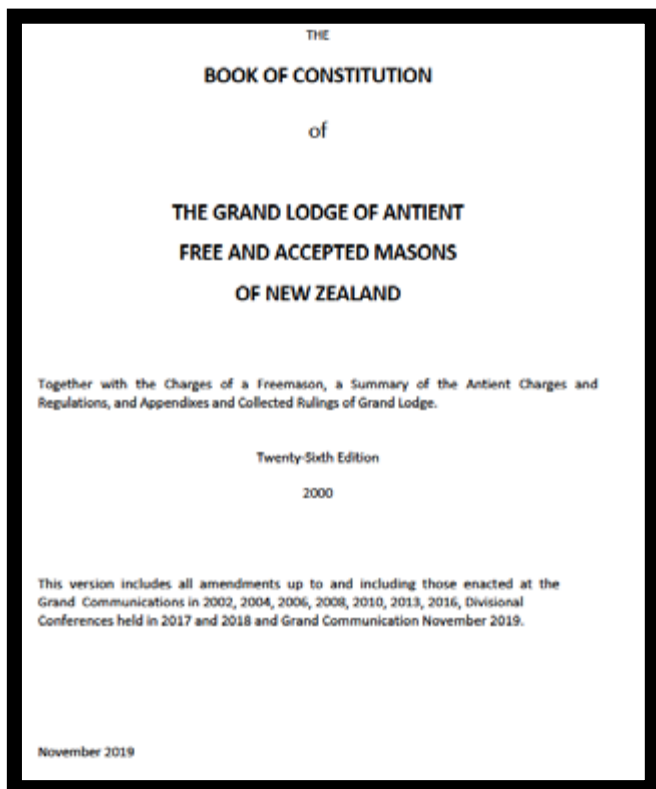 THE
BOOK OF CONSTITUTION
of
THE GRAND LODGE OF ANTIENT
FREE AND ACCEPTED MASONS
OF NEW ZEALAND
Together with the Charges of a Freemason, a Summary of the Antient Charges and
Regulations, and Appendixes and Collected Rulings of Grand Lodge.
Twenty-Sixth Edition
2000
This version includes all amendments up to and including those enacted at the
Grand Communications in 2002, 2004, 2006, 2008, 2010, 2013, 2016, Divisional
Conferences held in 2017 and 2018 and Grand Communication November 2019.
November 2019